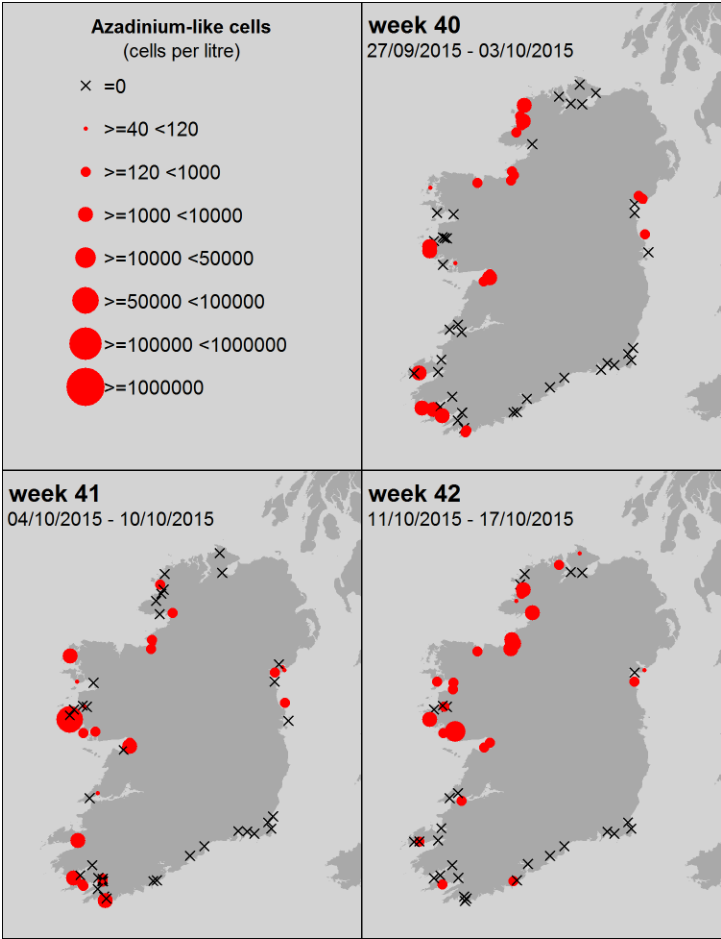 Azadinium-like cells
(cells per litre)
=0
>=40 <120
>=120 <1000
>=1000 <10000
>=10000 <50000
>=50000 <100000
>=100000 <1000000
>=1000000
week 40
27/09/2015 - 03/10/2015
week 41
04/10/2015 - 10/10/2015
week 42
11/10/2015 - 17/10/2015